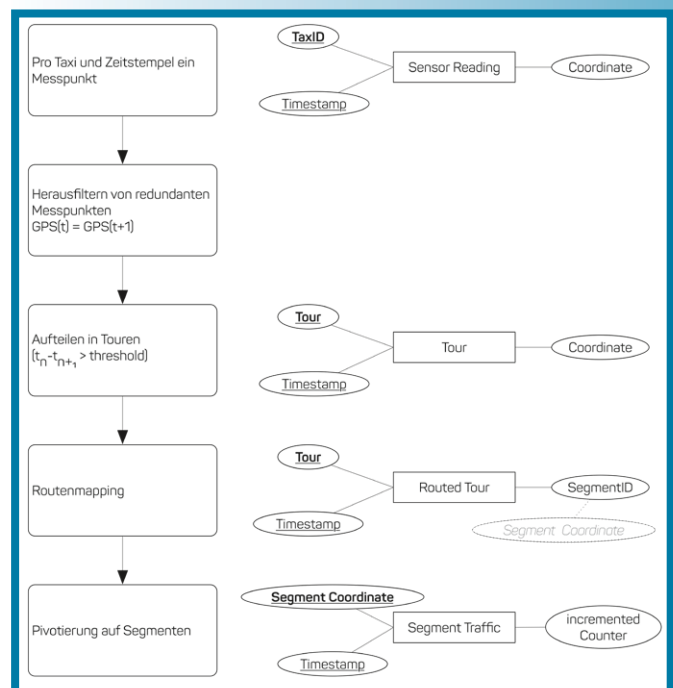 Pro Taxi und Zeitstempel ein
Messpunkt
TaxID
Timestamp
Sensor Reading
Coordinate
Herausfiltern von redundanten
Messpunkten
GPS(t) = GPS(t+1)
Aufteilen in Touren
(tn-tn+1 > threshold)
Tour
Timestamp
Tour
Coordinate
Routenmapping
Tour
Timestamp
Routed Tour
SegmentID
Segment Coordinate
Pivotierung auf Segmenten
Segment Coordinate
Timestamp
Segment Traffic
incremented
Counter